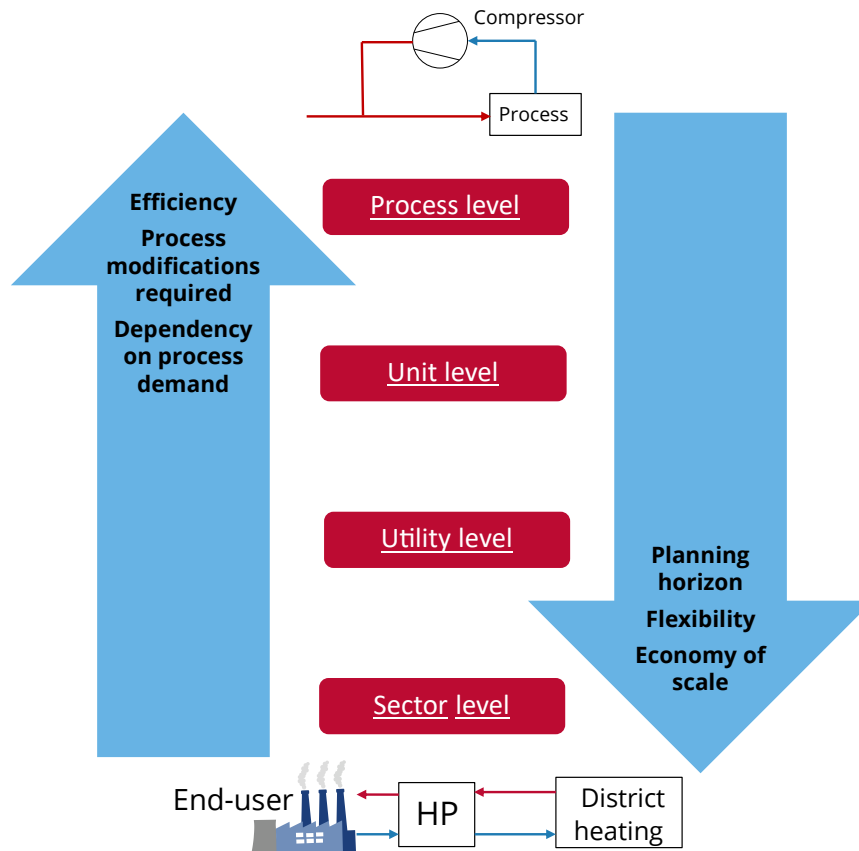 Compressor
Process
Efficiency
Process
modifications
required
Dependency
on process
demand
Process level
Unit level
Utility level
Sector level
Planning
horizon
Flexibility
Economy of
scale
End-user
HP
District
heating